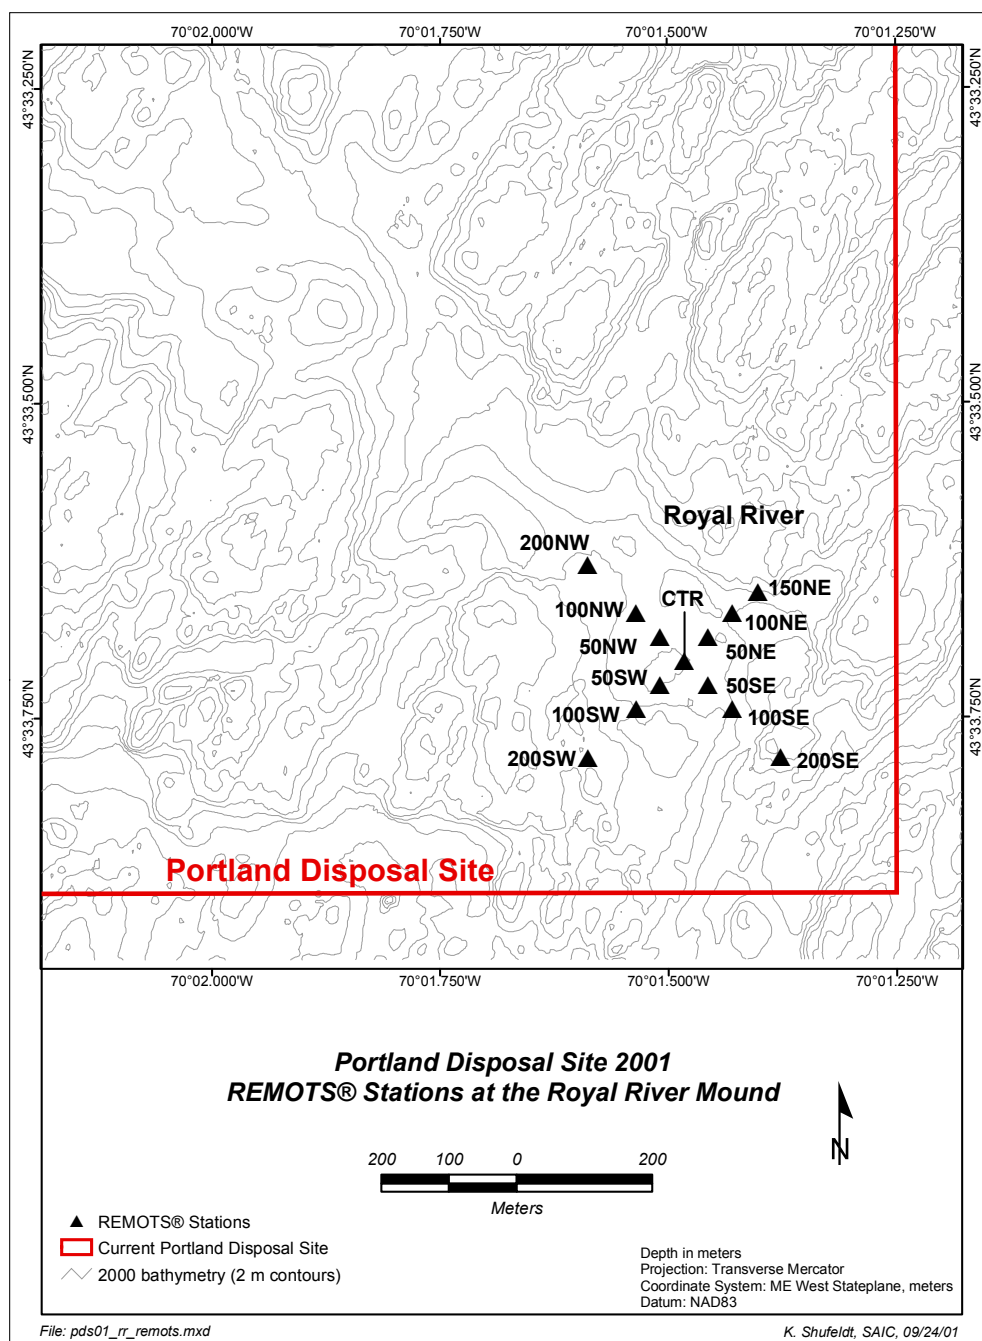 70°02.000'W 70°01.750'W 70°01.500'W 70°01.250'W
43°33.250'N 43°33.250'N
43°33.500'N 43°33.500'N
Royal River
200NW
150NE
CTR
100NW 100NE
50NW 50NE
50SW 50SE
100SW 100SE
43°33.750'N 43°33.750'N
200SW 200SE
Portland Disposal Site
70°02.000'W 70°01.750'W 70°01.500'W 70°01.250'W
Portland Disposal Site 2001
REMOTS® Stations at the Royal River Mound
N
200 100 0 200
Meters
REMOTS® Stations
Current Portland Disposal Site
2000 bathymetry (2 m contours)
Depth in meters
Projection: Transverse Mercator
Coordinate System: ME West Stateplane, meters
Datum: NAD83
File: pds01_rr_remots.mxd
K. Shufeldt, SAIC, 09/24/01